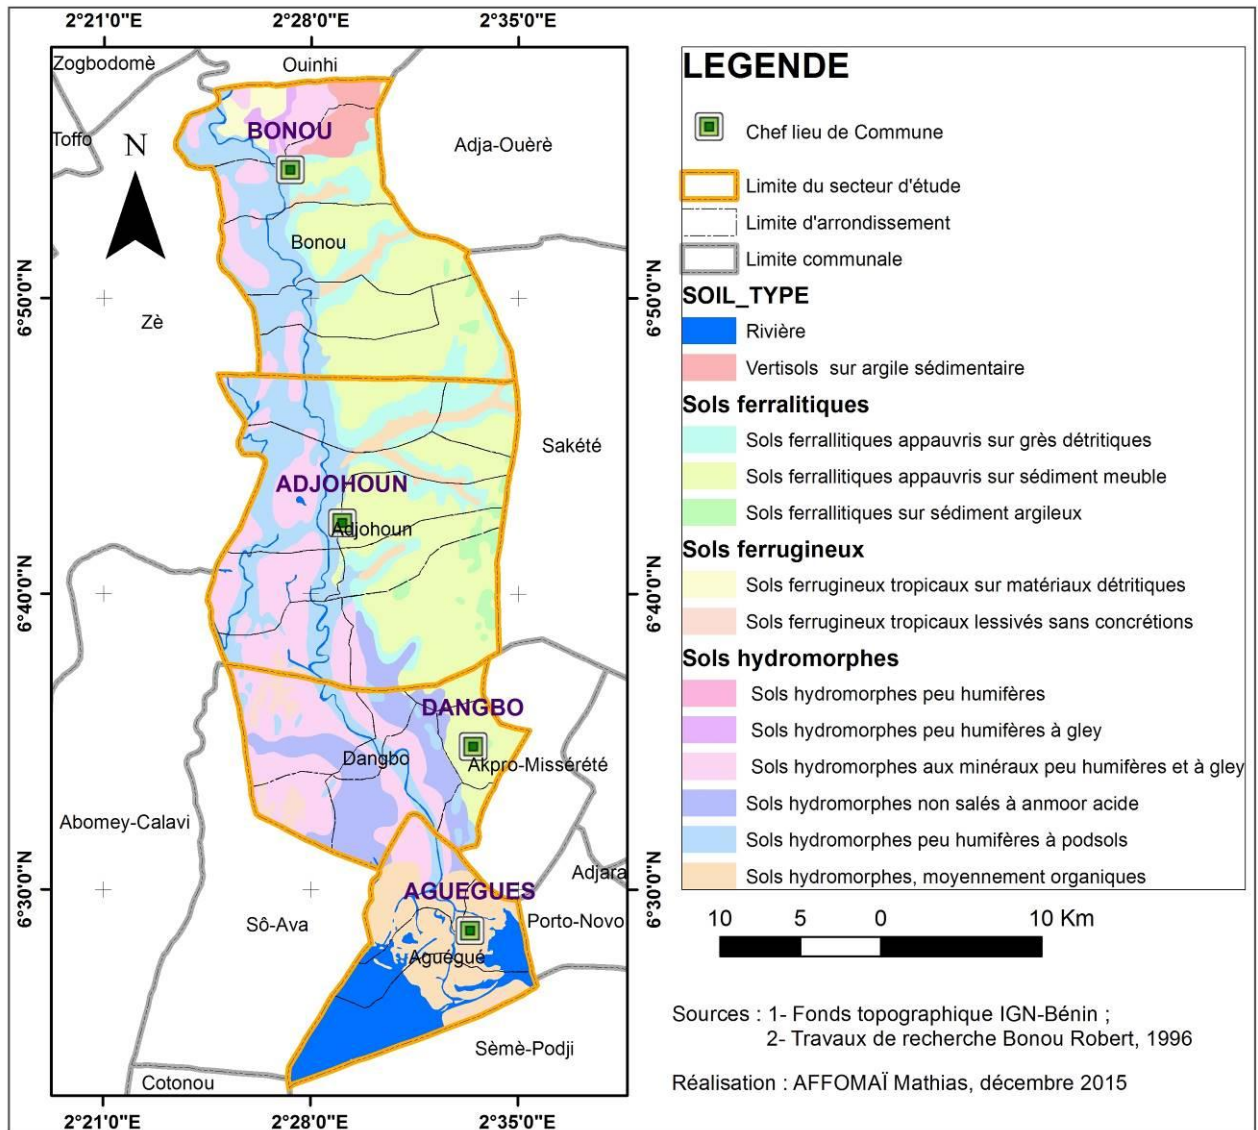 2°21'0"E 2°28'0"E 2°35'0"E
Zogbodomè
Ouinhi
Toffo
N
BONOU
Adja-Ouèrè
Bonou
6°50'0"N
6°50'0"N
Zè
Sakété
ADJOHOUN
Adjohoun
6°40'0"N
6°40'0"N
DANGBO
Dangbo
Akpro-Missérété
Abomey-Calavi
Adjara
6°30'0"N
6°30'0"N
AGUEGUES
Sô-Ava
Porto-Novo
Aguégué
Sèmè-Podji
Cotonou
2°21'0"E 2°28'0"E 2°35'0"E
LEGENDE
Chef lieu de Commune
Limite du secteur d'étude
Limite d'arrondissement
Limite communale
SOIL_TYPE
Rivière
Vertisols sur argile sédimentaire
Sols ferralitiques
Sols ferrallitiques appauvris sur grès détritiques
Sols ferrallitiques appauvris sur sédiment meuble
Sols ferrallitiques sur sédiment argileux
Sols ferrugineux
Sols ferrugineux tropicaux sur matériaux détritiques
Sols ferrugineux tropicaux lessivés sans concrétions
Sols hydromorphes
Sols hydromorphes peu humifères
Sols hydromorphes peu humifères à gley
Sols hydromorphes aux minéraux peu humifères et à gley
Sols hydromorphes non salés à anmoor acide
Sols hydromorphes peu humifères à podsols
Sols hydromorphes, moyennement organiques
10 5 0 10 Km
Sources : 1- Fonds topographique IGN-Bénin ;
2- Travaux de recherche Bonou Robert, 1996
Réalisation : AFFOMAÏ Mathias, décembre 2015